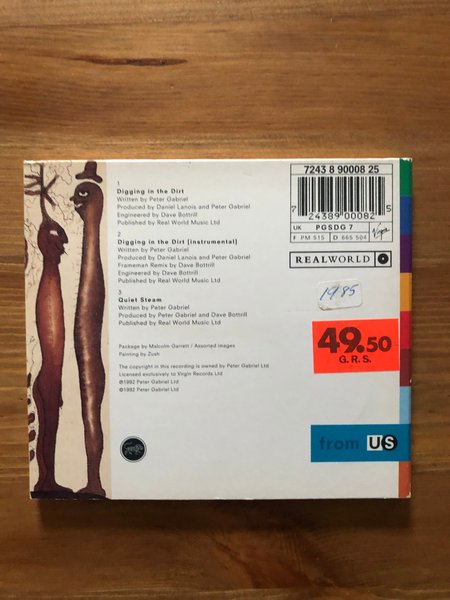 1
Digging in the Dirt
Written by Peter Gabriel
Produced by Daniel Lanois and Peter Gabriel
Engineered by Dave Bottrill
Published by Real World Music Ltd
2
Digging in the Dirt [instrumental]
Written by Peter Gabriel
Produced by Daniel Lanois and Peter Gabriel
Frameman Remix by Dave Bottrill
Engineered by Dave Bottrill
Published by Real World Music Ltd
3
Quiet Steam
Written by Peter Gabriel
Produced by Peter Gabriel and Dave Bottrill
Published by Real World Music Ltd
Package by Malcolm Garrett / Assorted images
Painting by Zush
The copyright in this recording is owned by Peter Gabriel Ltd
Licensed exclusively to Virgin Records Ltd
℗1992 Peter Gabriel Ltd
©1992 Peter Gabriel Ltd
7243 8 90008 25
7 24389 00082 5
UK PGSDG 7
F PM 515 D 665 504 Virgin
REALWORLD
1985
49.50
G.R.S.
from US